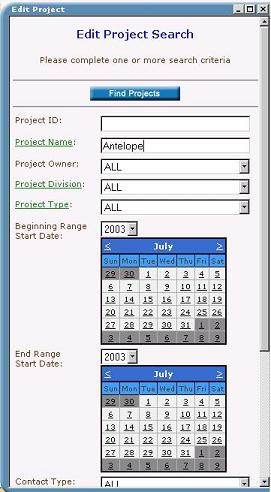 Edit Project
Edit Project Search
Please complete one or more search criteria
Find Projects
Project ID:
Project Name: Antelope
Project Owner: ALL
Project Division: ALL
Project Type: ALL
Beginning Range Start Date: 2003
< July >
Sun Mon Tue Wed Thu Fri Sat
29 30 1 2 3 4 5
6 7 8 9 10 11 12
13 14 15 16 17 18 19
20 21 22 23 24 25 26
27 28 29 30 31 1 2
3 4 5 6 7 8 9
End Range Start Date: 2003
< July >
Sun Mon Tue Wed Thu Fri Sat
29 30 1 2 3 4 5
6 7 8 9 10 11 12
13 14 15 16 17 18 19
20 21 22 23 24 25 26
27 28 29 30 31 1 2
3 4 5 6 7 8 9
Contact Type: ALL